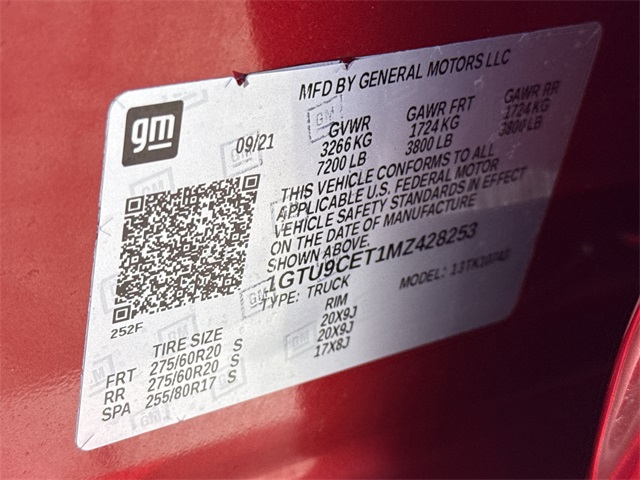 MFD BY GENERAL MOTORS LLC
gm
09/21
GVWR GAWR FRT GAWR RR
3266 KG 1724 KG 1724 KG
7200 LB 3800 LB 3800 LB
THIS VEHICLE CONFORMS TO ALL
APPLICABLE U.S. FEDERAL MOTOR
VEHICLE SAFETY STANDARDS IN EFFECT
ON THE DATE OF MANUFACTURE
SHOWN ABOVE.
1GTU9CET1MZ428253
TYPE: TRUCK MODEL:
252F
TIRE SIZE RIM
FRT 275/60R20 S 20X9J
RR 275/60R20 S 20X9J
SPA 255/80R17 S 17X8J